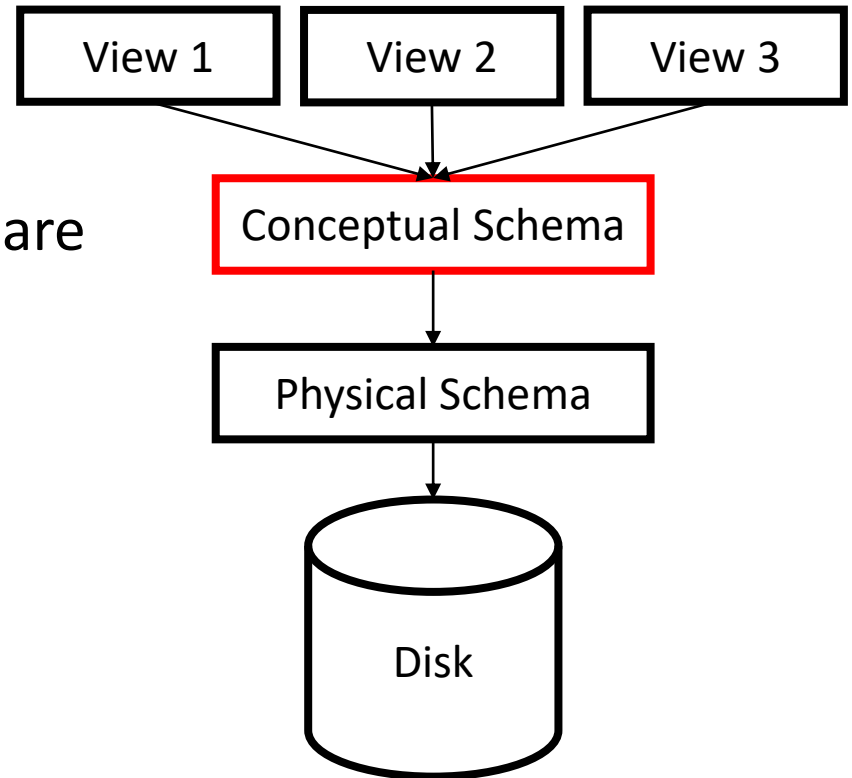 View 1 View 2 View 3
are
Conceptual Schema
Physical Schema
Disk